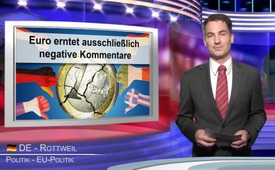 Euro erntet ausschließlich
negative Kommentare
DE - Rottweil
Politik - EU-Politik